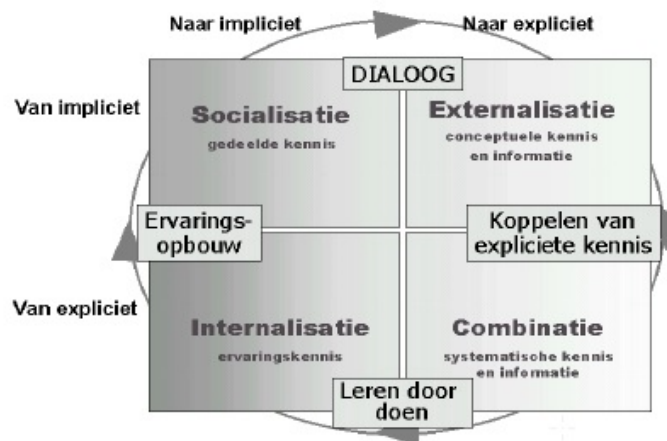 Naar impliciet
Naar expliciet
DIALOOG
Van impliciet
Socialisatie
gedeelde kennis
Externalisatie
conceptuele kennis
en informatie
Ervarings-
opbouw
Koppelen van
expliciete kennis
Van expliciet
Internalisatie
ervaringskennis
Combinatie
systematische kennis
en informatie
Leren door
doen